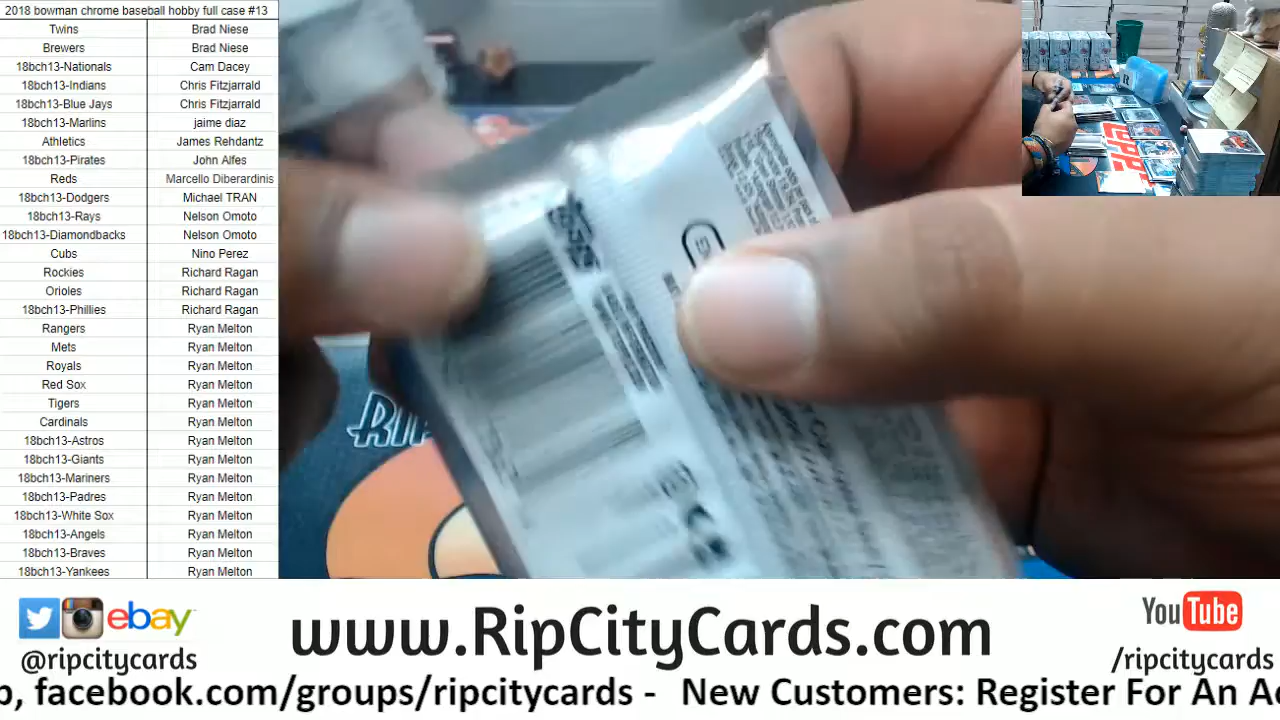 2018 bowman chrome baseball hobby full case #13
Twins Brad Niese
Brewers Brad Niese
18bch13-Nationals Cam Dacey
18bch13-Indians Chris Fitzjarrald
18bch13-Blue Jays Chris Fitzjarrald
18bch13-Marlins jaime diaz
Athletics James Rehdantz
18bch13-Pirates John Alfes
Reds Marcello Diberardinis
18bch13-Dodgers Michael TRAN
18bch13-Rays Nelson Omoto
18bch13-Diamondbacks Nelson Omoto
Cubs Nino Perez
Rockies Richard Ragan
Orioles Richard Ragan
18bch13-Phillies Richard Ragan
Rangers Ryan Melton
Mets Ryan Melton
Royals Ryan Melton
Red Sox Ryan Melton
Tigers Ryan Melton
Cardinals Ryan Melton
18bch13-Astros Ryan Melton
18bch13-Giants Ryan Melton
18bch13-Mariners Ryan Melton
18bch13-Padres Ryan Melton
18bch13-White Sox Ryan Melton
18bch13-Angels Ryan Melton
18bch13-Braves Ryan Melton
18bch13-Yankees Ryan Melton
RIP
ebay
@ripcitycards
www.RipCityCards.com
YouTube
/ripcitycards
facebook.com/groups/ripcitycards - New Customers: Register For An